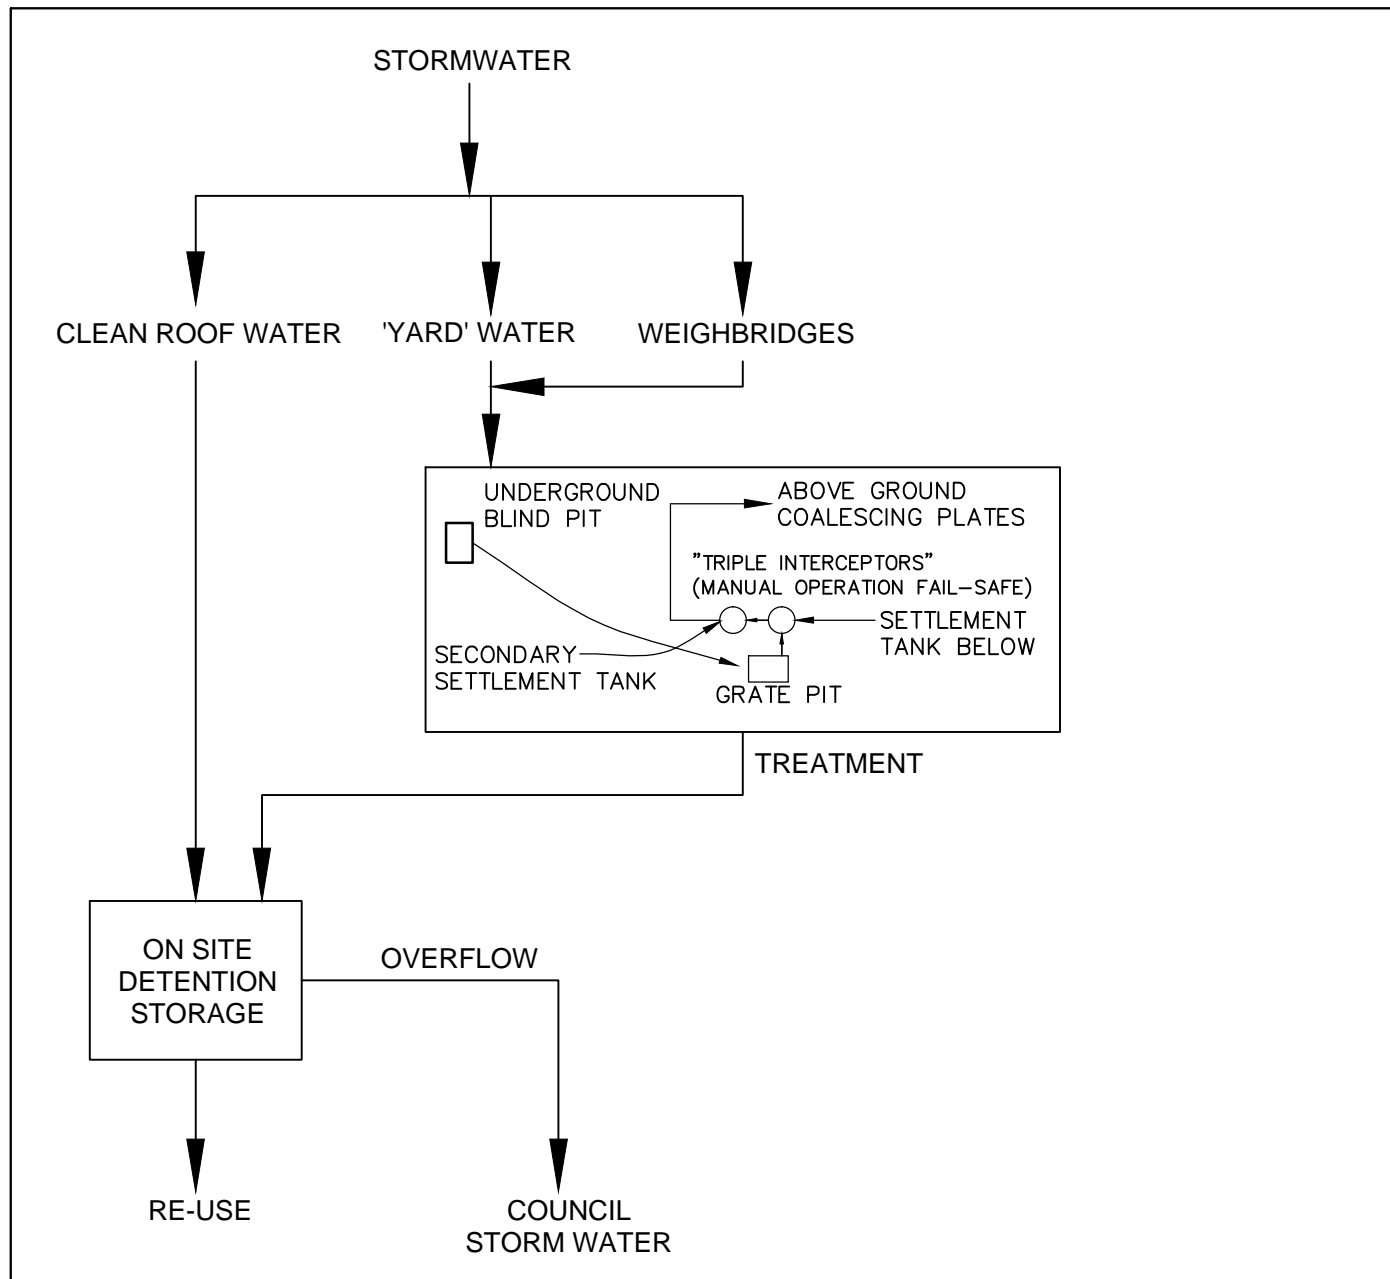 STORMWATER
CLEAN ROOF WATER
'YARD' WATER
WEIGHBRIDGES
UNDERGROUND
BLIND PIT
ABOVE GROUND
COALESCING PLATES
"TRIPLE INTERCEPTORS"
(MANUAL OPERATION FAIL-SAFE)
SETTLEMENT
TANK BELOW
SECONDARY
SETTLEMENT TANK
GRATE PIT
TREATMENT
ON SITE
DETENTION
STORAGE
OVERFLOW
RE-USE
COUNCIL
STORM WATER